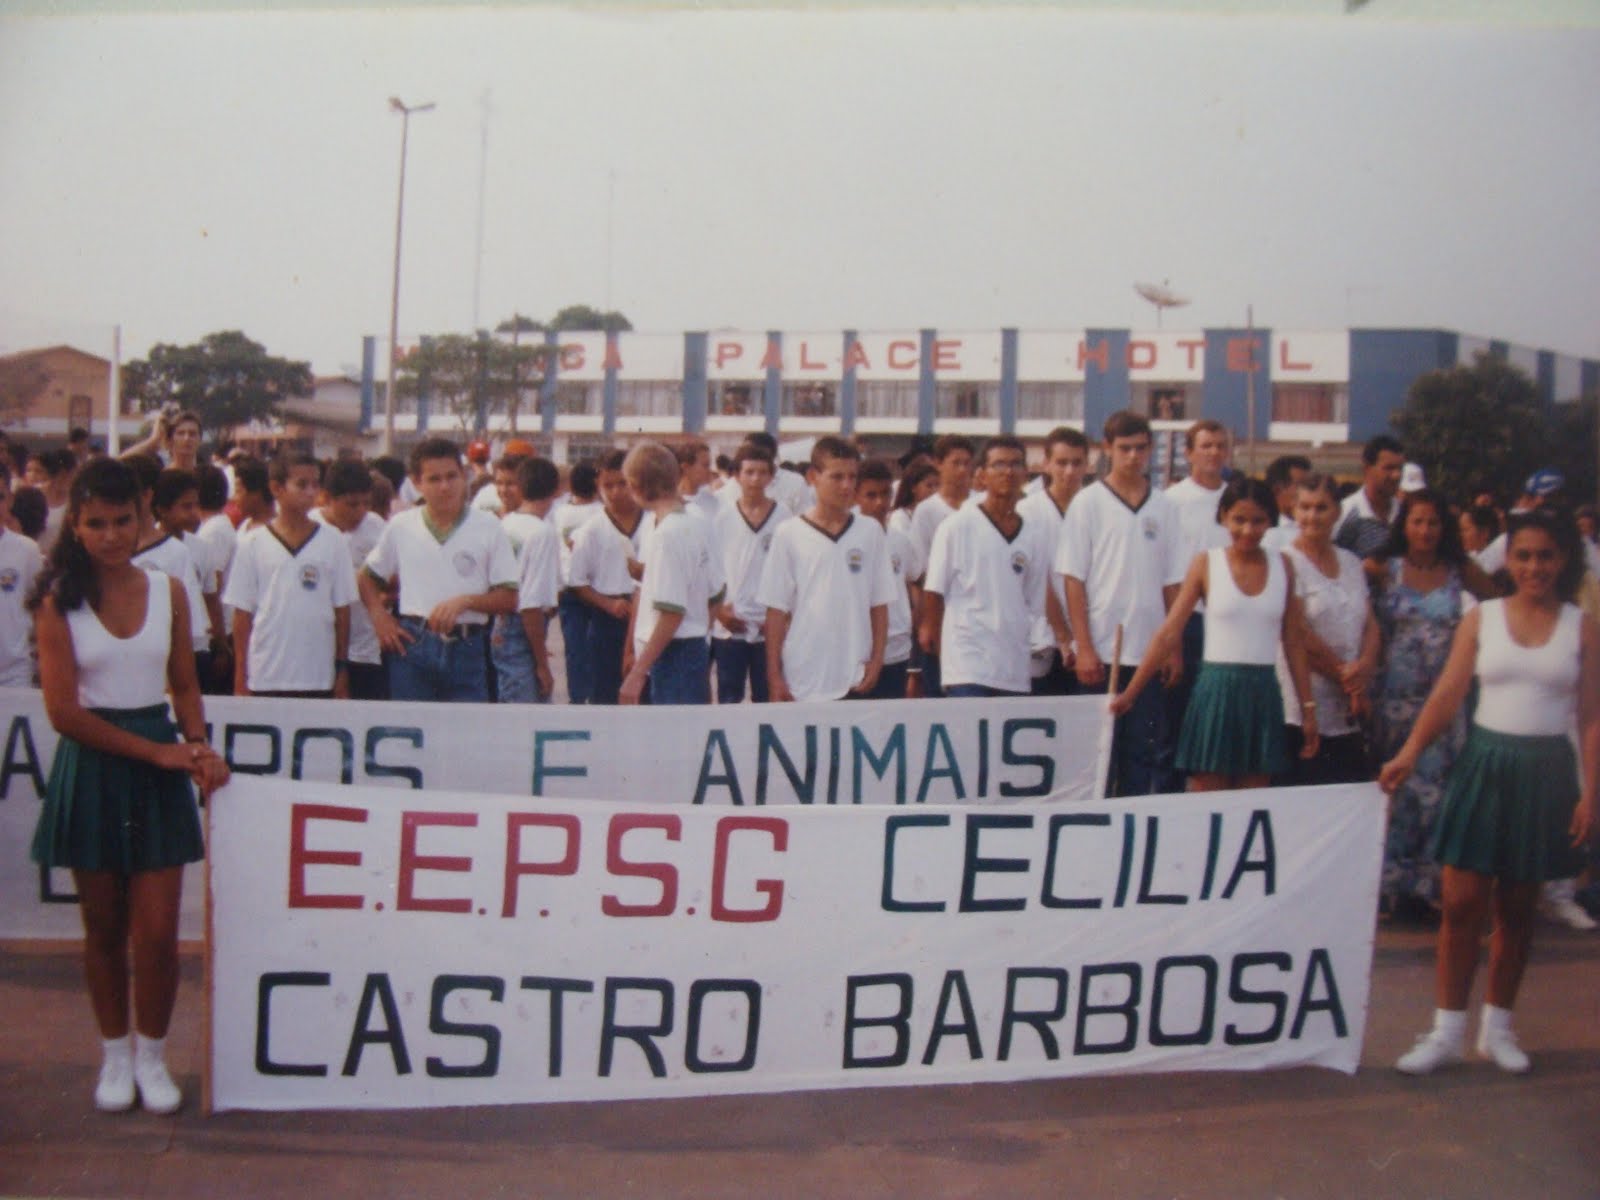 PALACE HOTEL
E ANIMAIS
E.E.P.S.G CECILIA
CASTRO BARBOSA